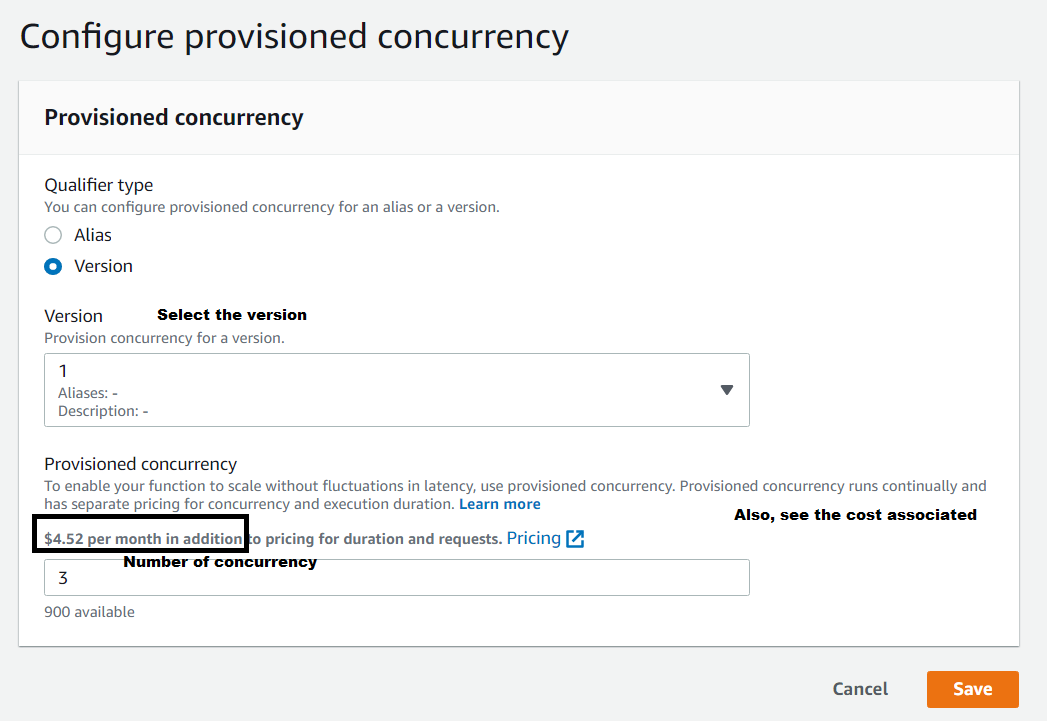 Configure provisioned concurrency
Provisioned concurrency
Qualifier type
You can configure provisioned concurrency for an alias or a version.
Alias
Version
Version
Select the version
Provision concurrency for a version.
1
Aliases: -
Description: -
Provisioned concurrency
To enable your function to scale without fluctuations in latency, use provisioned concurrency. Provisioned concurrency runs continually and
has separate pricing for concurrency and execution duration. Learn more
Also, see the cost associated
$4.52 per month in addition to pricing for duration and requests. Pricing
Number of concurrency
3
900 available
Cancel
Save